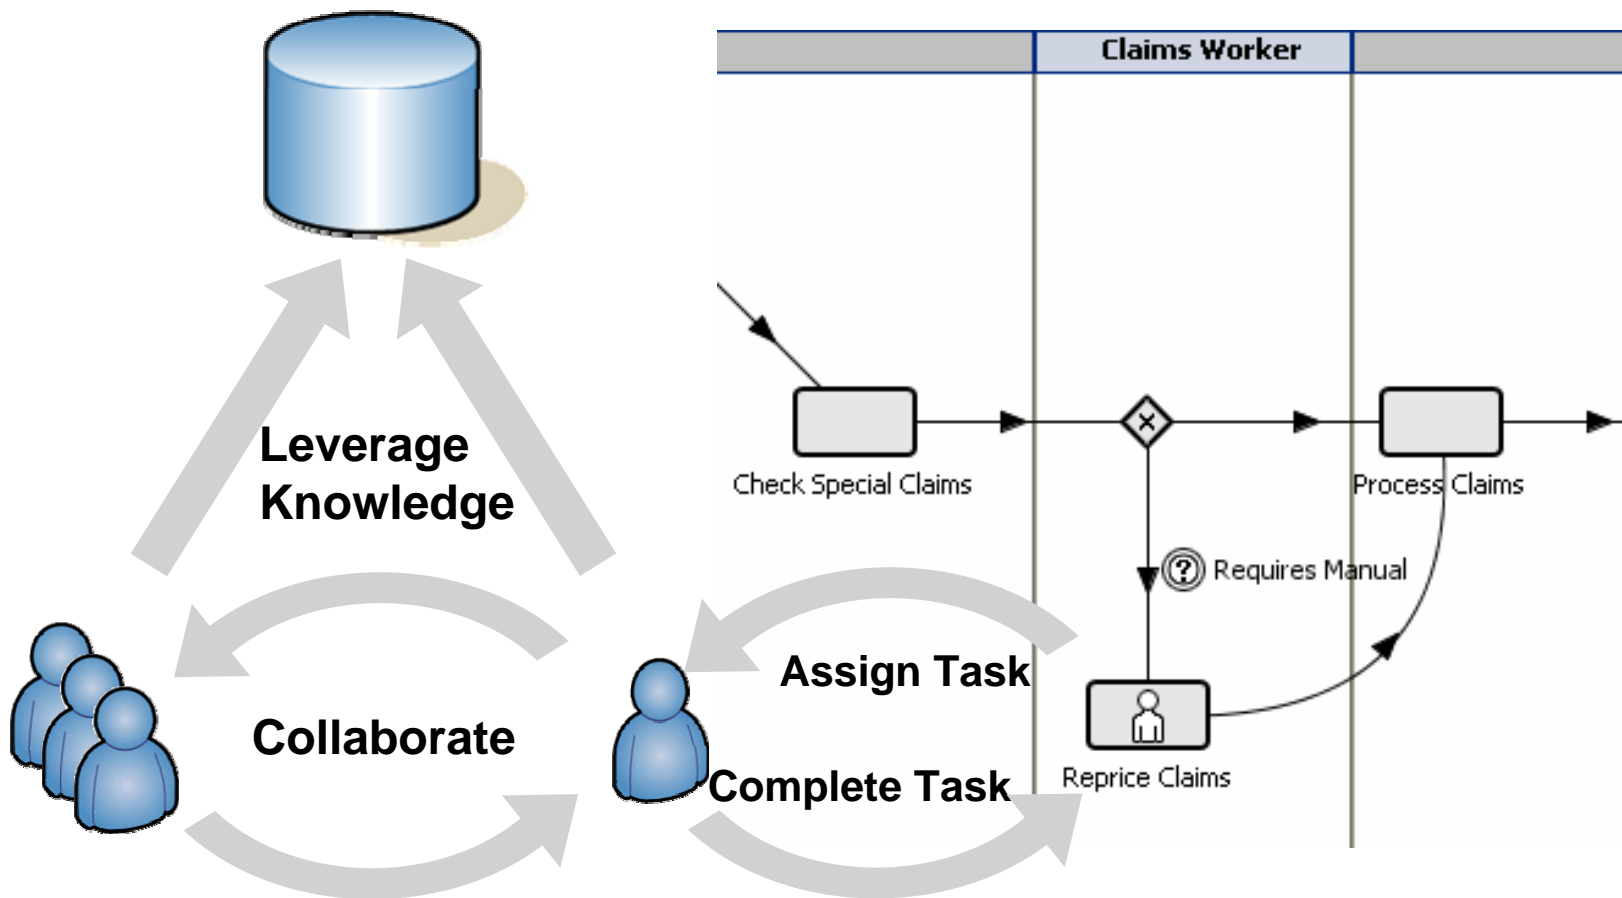 Claims Worker
Leverage
Knowledge
Check Special Claims
Process Claims
Requires Manual
Assign Task
Collaborate
Complete Task
Reprice Claims